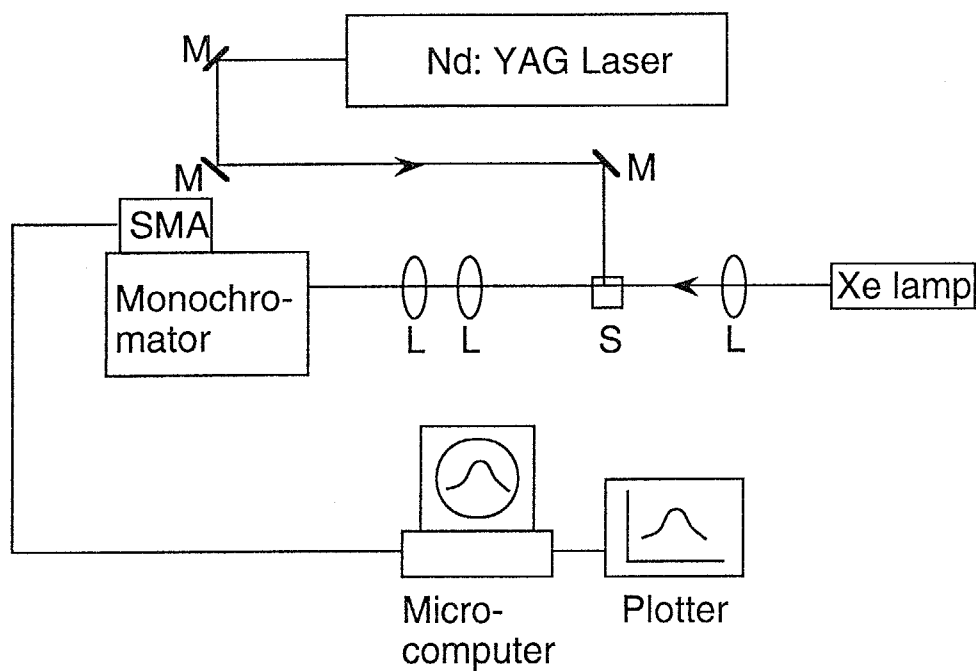 Nd: YAG Laser
M
M
M
SMA
Monochro-
mator
L
L
S
L
Xe lamp
Micro-
computer
Plotter